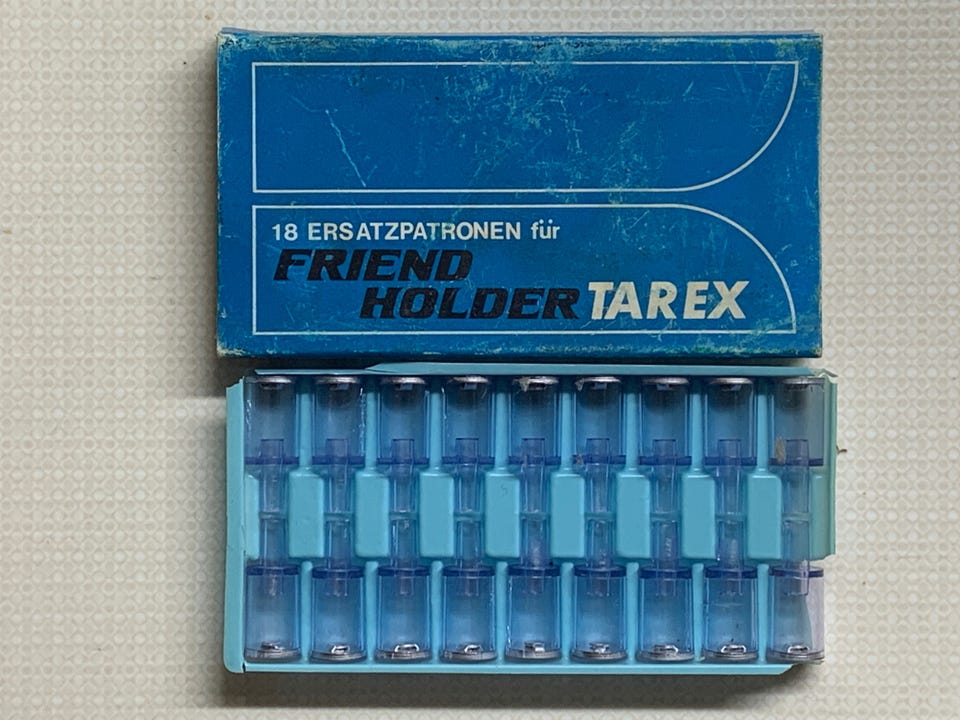 18 ERSATZPATRONEN für
FRIEND
HOLDER TAREX